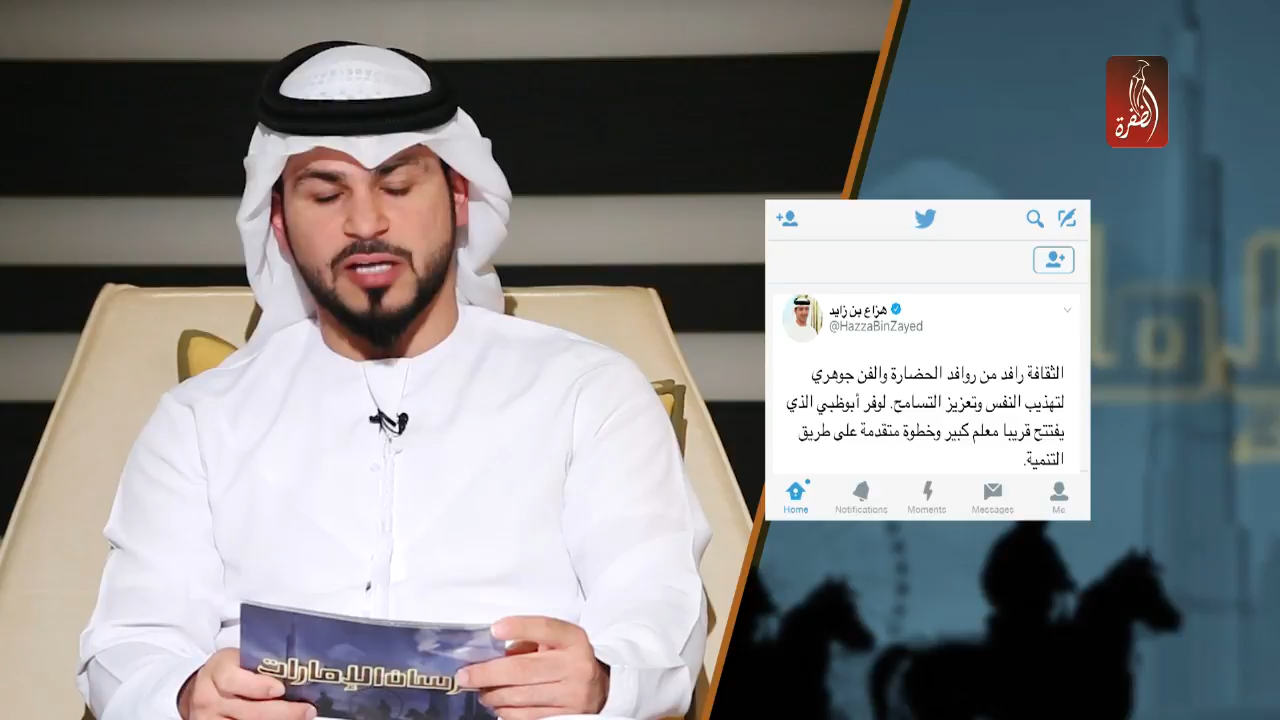 الظفرة
هزاع بن زايد
@HazzaBinZayed
الثقافة رافد من روافد الحضارة والفن جوهري
لتهذيب النفس وتعزيز التسامح. لوفر أبوظبي الذي
يفتتح قريبا معلم كبير وخطوة متقدمة على طريق
التنمية.
Home
Notifications
Moments
Messages
Me
الإمارات